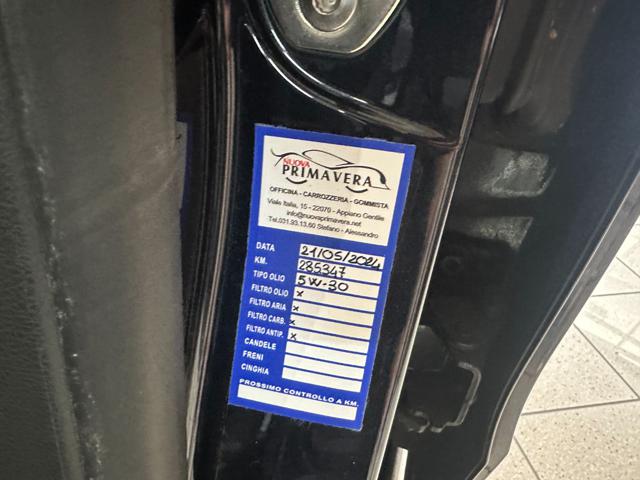 NUOVA
PRIMAVERA
OFFICINA - CARROZZERIA - GOMMISTA
Viale Italia, 15 - 22070 - Appiano Gentile
info@nuovaprimavera.net
Tel.031.93.13.60 Stefano - Alessandro
DATA 21/05/2024
KM. 285347
TIPO OLIO 5W-30
FILTRO OLIO x
FILTRO ARIA x
FILTRO CARB. x
FILTRO ANTIP. x
CANDELE
FRENI
CINGHIA
PROSSIMO CONTROLLO A KM.